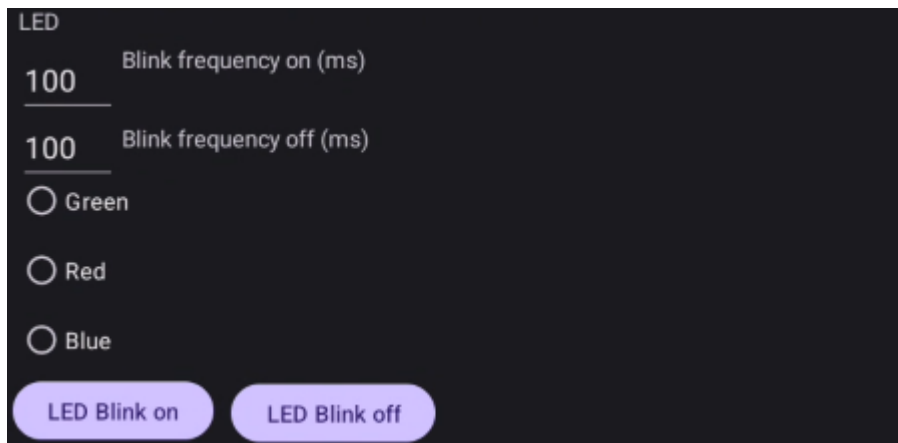 LED
100 Blink frequency on (ms)
100 Blink frequency off (ms)
Green
Red
Blue
LED Blink on LED Blink off